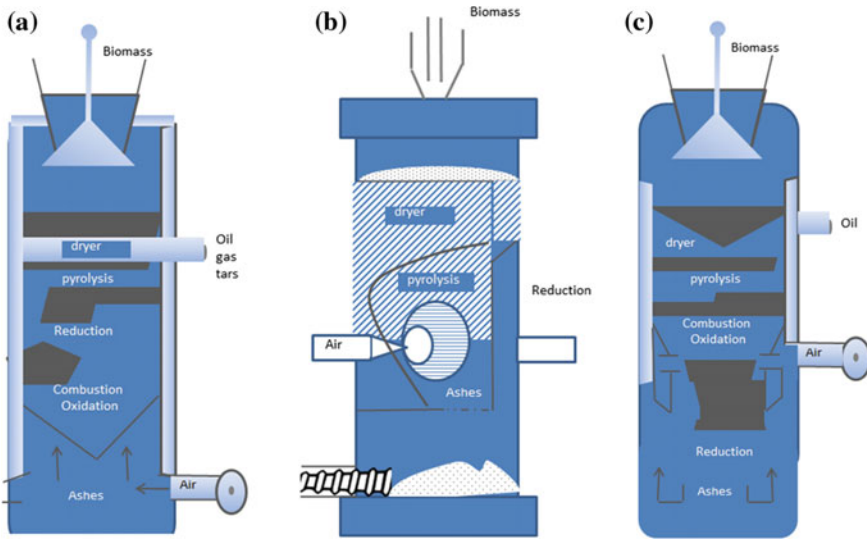 (a)
Biomass
dryer
Oil
gas
tars
pyrolysis
Reduction
Combustion
Oxidation
Air
Ashes
(b)
Biomass
dryer
pyrolysis
Reduction
Air
Ashes
(c)
Biomass
Oil
dryer
pyrolysis
Combustion
Oxidation
Air
Reduction
Ashes